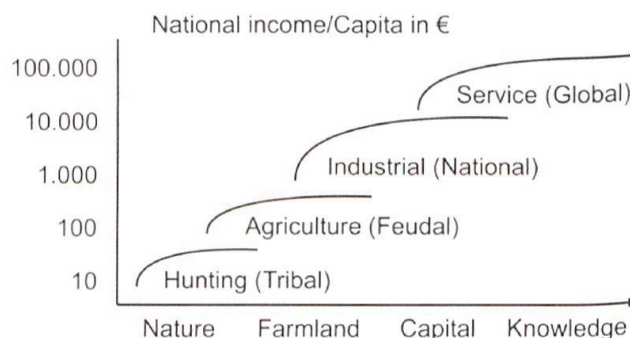 National income/Capita in €
100.000
Service (Global)
10.000
Industrial (National)
1.000
Agriculture (Feudal)
100
Hunting (Tribal)
10
Nature Farmland Capital Knowledge